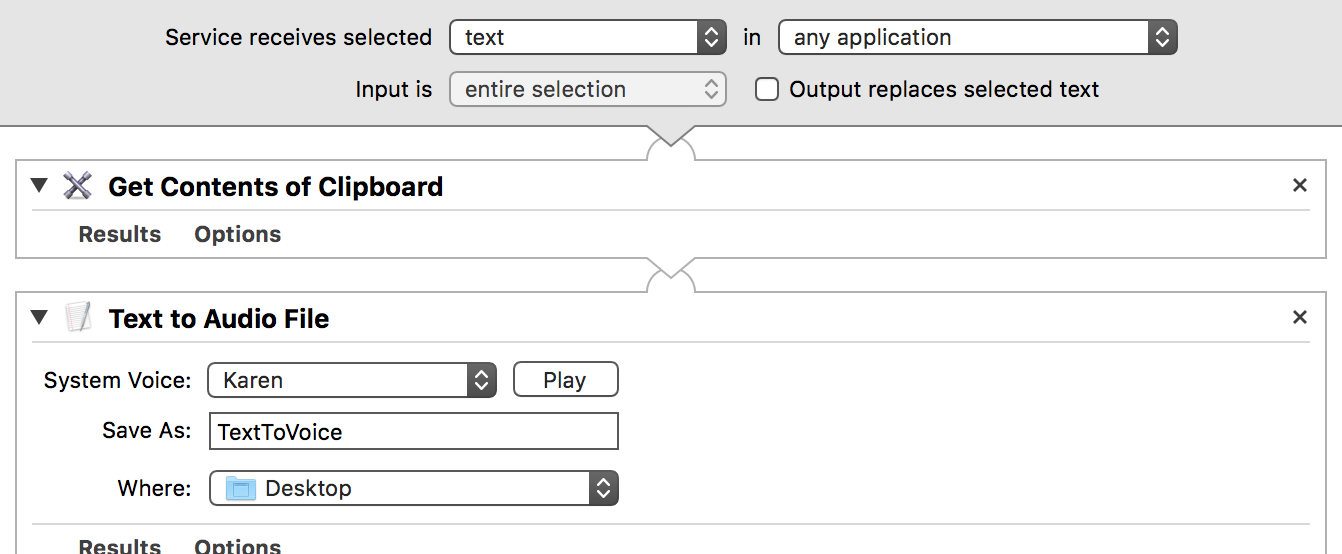 Service receives selected text in any application
Input is entire selection Output replaces selected text
Get Contents of Clipboard
Results Options
Text to Audio File
System Voice: Karen Play
Save As: TextToVoice
Where: Desktop
Results Options